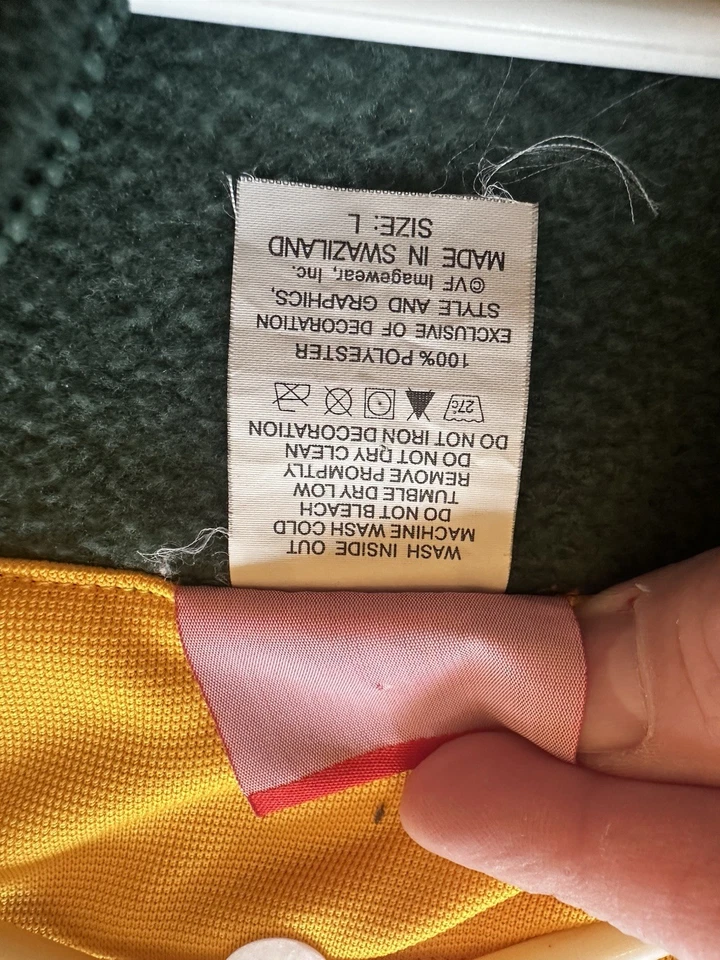 WASH INSIDE OUT
MACHINE WASH COLD
DO NOT BLEACH
TUMBLE DRY LOW
REMOVE PROMPTLY
DO NOT DRY CLEAN
DO NOT IRON DECORATION
27c
100% POLYESTER
EXCLUSIVE OF DECORATION
STYLE AND GRAPHICS,
©VF Imagewear, Inc.
MADE IN SWAZILAND
SIZE: L